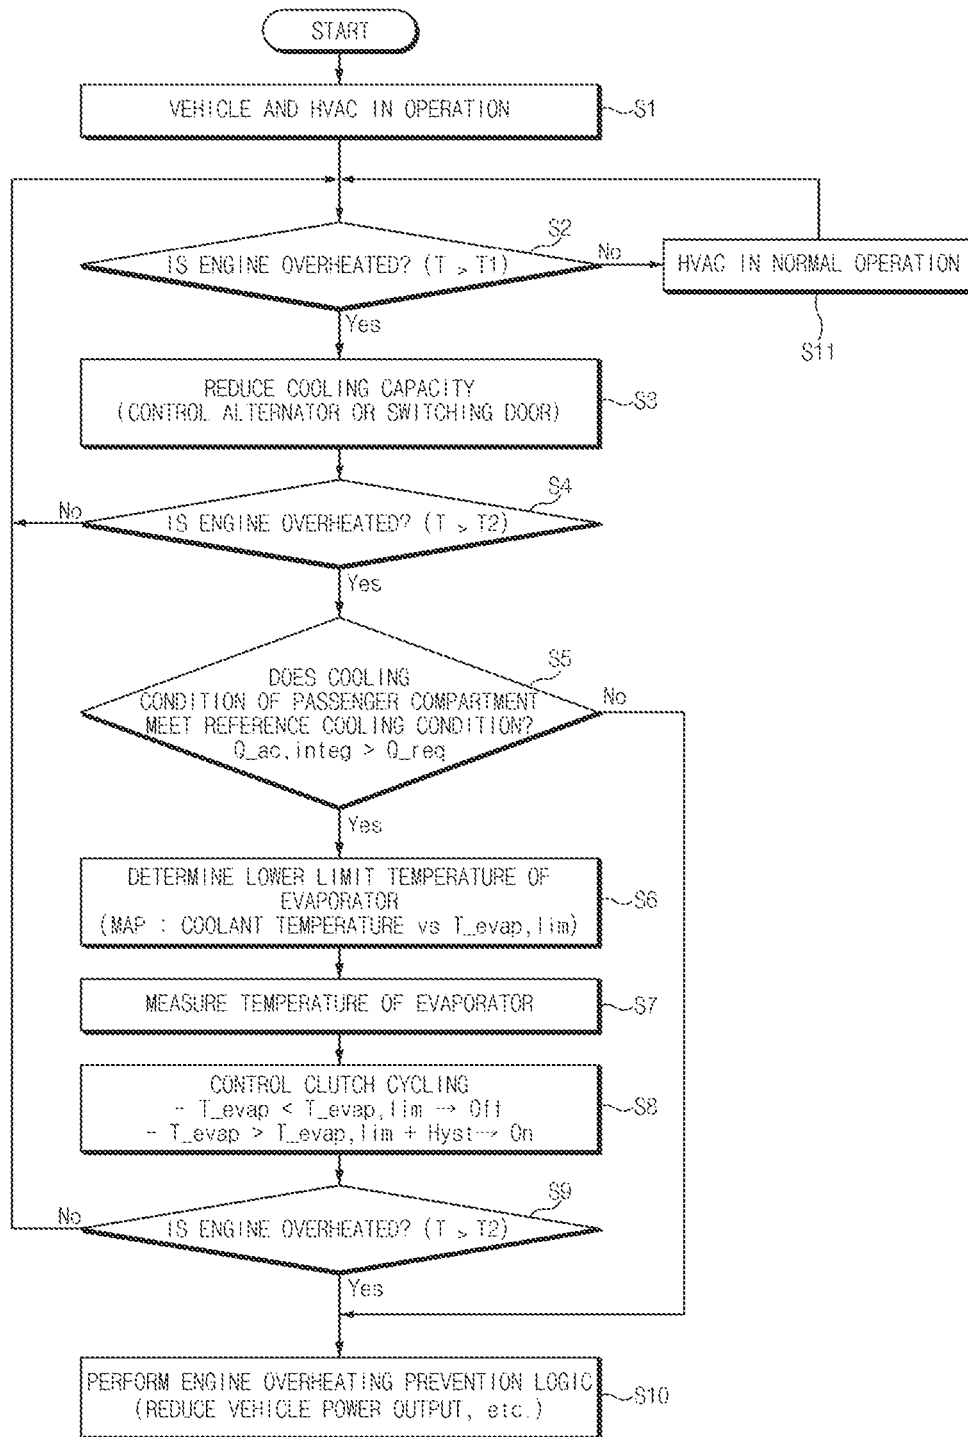 START
VEHICLE AND HVAC IN OPERATION
S1
S2
IS ENGINE OVERHEATED? (T > T1)
No
HVAC IN NORMAL OPERATION
S11
Yes
REDUCE COOLING CAPACITY
(CONTROL ALTERNATOR OR SWITCHING DOOR)
S3
S4
No
IS ENGINE OVERHEATED? (T > T2)
Yes
S5
DOES COOLING
CONDITION OF PASSENGER COMPARTMENT
MEET REFERENCE COOLING CONDITION?
Q_ac,integ > Q_req
No
Yes
DETERMINE LOWER LIMIT TEMPERATURE OF
EVAPORATOR
(MAP : COOLANT TEMPERATURE vs T_evap,lim)
S6
MEASURE TEMPERATURE OF EVAPORATOR
S7
CONTROL CLUTCH CYCLING
- T_evap < T_evap,lim → Off
- T_evap > T_evap,lim + Hyst→ On
S8
S9
No
IS ENGINE OVERHEATED? (T > T2)
Yes
PERFORM ENGINE OVERHEATING PREVENTION LOGIC
(REDUCE VEHICLE POWER OUTPUT, etc.)
S10